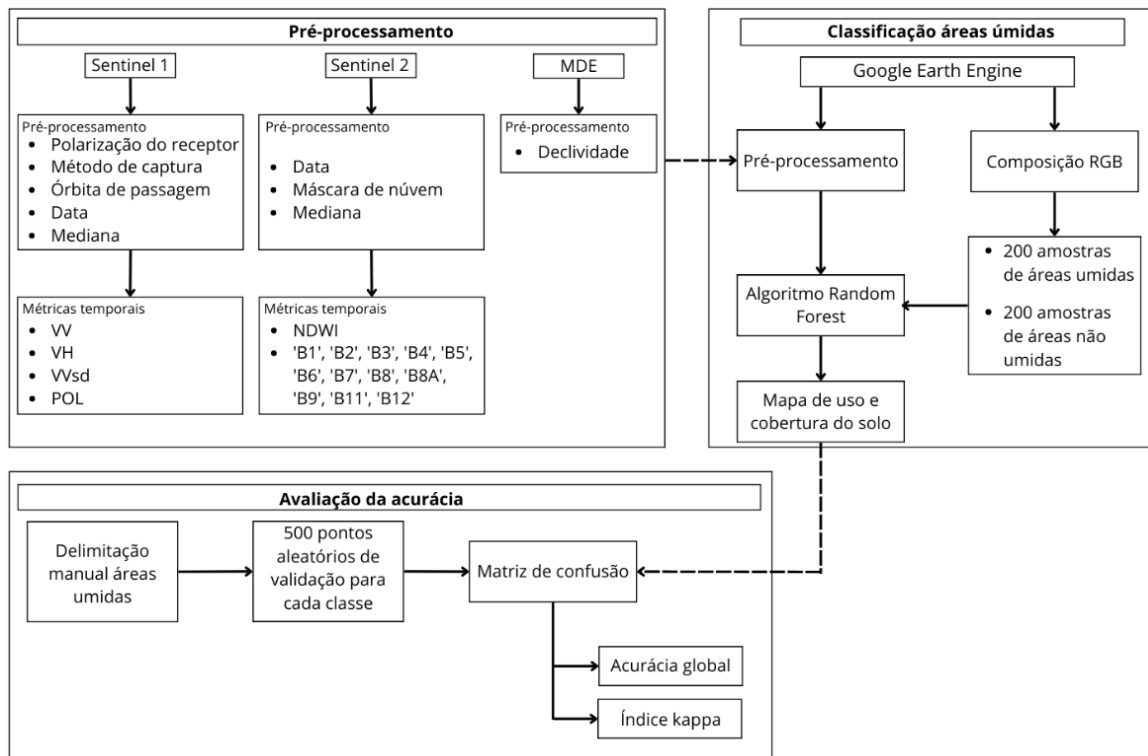 Pré-processamento
Sentinel 1
Pré-processamento
• Polarização do receptor
• Método de captura
• Órbita de passagem
• Data
• Mediana
Métricas temporais
• VV
• VH
• VVsd
• POL
Sentinel 2
Pré-processamento
• Data
• Máscara de núvem
• Mediana
Métricas temporais
• NDWI
• 'B1', 'B2', 'B3', 'B4', 'B5',
'B6', 'B7', 'B8', 'B8A',
'B9', 'B11', 'B12'
MDE
Pré-processamento
• Declividade
Classificação áreas úmidas
Google Earth Engine
Pré-processamento
Composição RGB
• 200 amostras
de áreas umidas
• 200 amostras
de áreas não
umidas
Algoritmo Random
Forest
Mapa de uso e
cobertura do solo
Avaliação da acurácia
Delimitação
manual áreas
umidas
500 pontos
aleatórios de
validação para
cada classe
Matriz de confusão
Acurácia global
Índice kappa